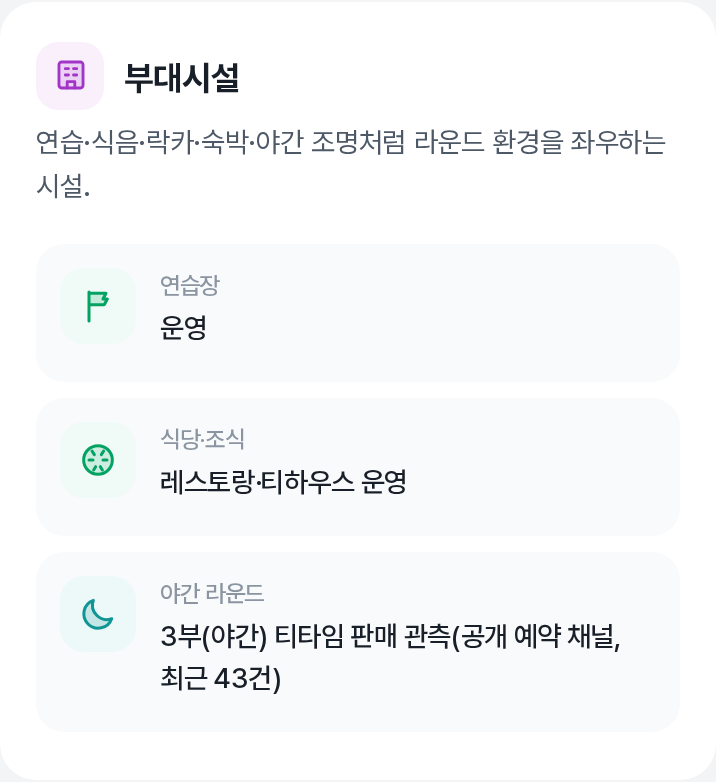 부대시설
연습·식음·락카·숙박·야간 조명처럼 라운드 환경을 좌우하는
시설.
연습장
운영
식당·조식
레스토랑·티하우스 운영
야간 라운드
3부(야간) 티타임 판매 관측(공개 예약 채널,
최근 43건)